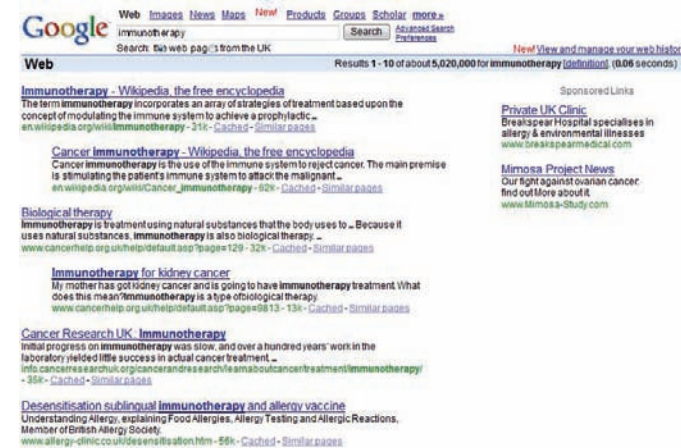 Google
Web Images News Maps New! Products Groups Scholar more »
immunotherapy Search Advanced Search
Preferences
Search: the web pages from the UK
New! View and manage your web histor
Web Results 1 - 10 of about 5,020,000 for immunotherapy [definition]. (0.06 seconds)
Immunotherapy - Wikipedia, the free encyclopedia
The term immunotherapy incorporates an array of strategies of treatment based upon the
concept of modulating the immune system to achieve a prophylactic ...
en.wikipedia.org/wiki/Immunotherapy - 31k - Cached - Similar pages
Cancer immunotherapy - Wikipedia, the free encyclopedia
Cancer immunotherapy is the use of the immune system to reject cancer. The main premise
is stimulating the patient's immune system to attack the malignant ...
en.wikipedia.org/wiki/Cancer_immunotherapy - 62k - Cached - Similar pages
Biological therapy
Immunotherapy is treatment using natural substances that the body uses to ... Because it
uses natural substances, immunotherapy is also biological therapy. ...
www.cancerhelp.org.uk/help/default.asp?page=129 - 32k - Cached - Similar pages
Immunotherapy for kidney cancer
My mother has got kidney cancer and is going to have immunotherapy treatment. What
does this mean? Immunotherapy is a type of biological therapy.
www.cancerhelp.org.uk/help/default.asp?page=9813 - 13k - Cached - Similar pages
Cancer Research UK: Immunotherapy
Initial progress on immunotherapy was slow, and over a hundred years' work in the
laboratory yielded little success in actual cancer treatment ...
info.cancerresearchuk.org/cancerandresearch/learnaboutcancer/treatment/immunotherapy/
- 35k - Cached - Similar pages
Desensitisation sublingual immunotherapy and allergy vaccine
Understanding Allergy, explaining Food Allergies, Allergy Testing and Allergic Reactions,
Member of British Allergy Society.
www.allergy-clinic.co.uk/desensitisation.htm - 56k - Cached - Similar pages
Sponsored Links
Private UK Clinic
Breakspear Hospital specialises in
allergy & environmental illnesses
www.breakspearmedical.com
Mimosa Project News
Our fight against ovarian cancer.
find out More about it.
www.Mimosa-Study.com